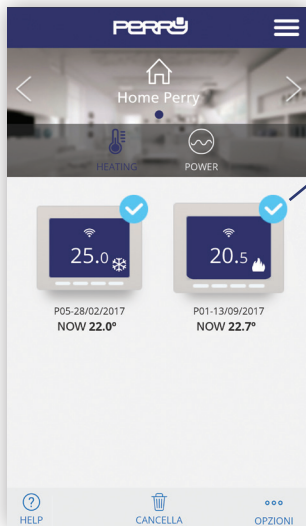 PERRY
Home Perry
HEATING
POWER
25.0
20.5
P05-28/02/2017
P01-13/09/2017
NOW 22.0°
NOW 22.7°
HELP
CANCELLA
OPZIONI